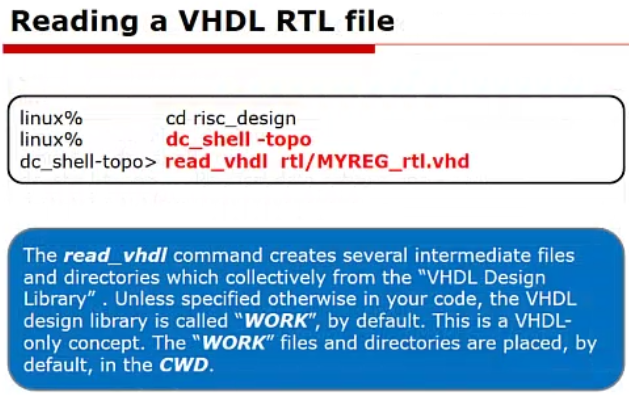 Reading a VHDL RTL file
linux% cd risc_design
linux% dc_shell -topo
dc_shell-topo> read_vhdl rtl/MYREG_rtl.vhd
The read_vhdl command creates several intermediate files
and directories which collectively from the “VHDL Design
Library” . Unless specified otherwise in your code, the VHDL
design library is called “WORK”, by default. This is a VHDL-
only concept. The “WORK” files and directories are placed, by
default, in the CWD.